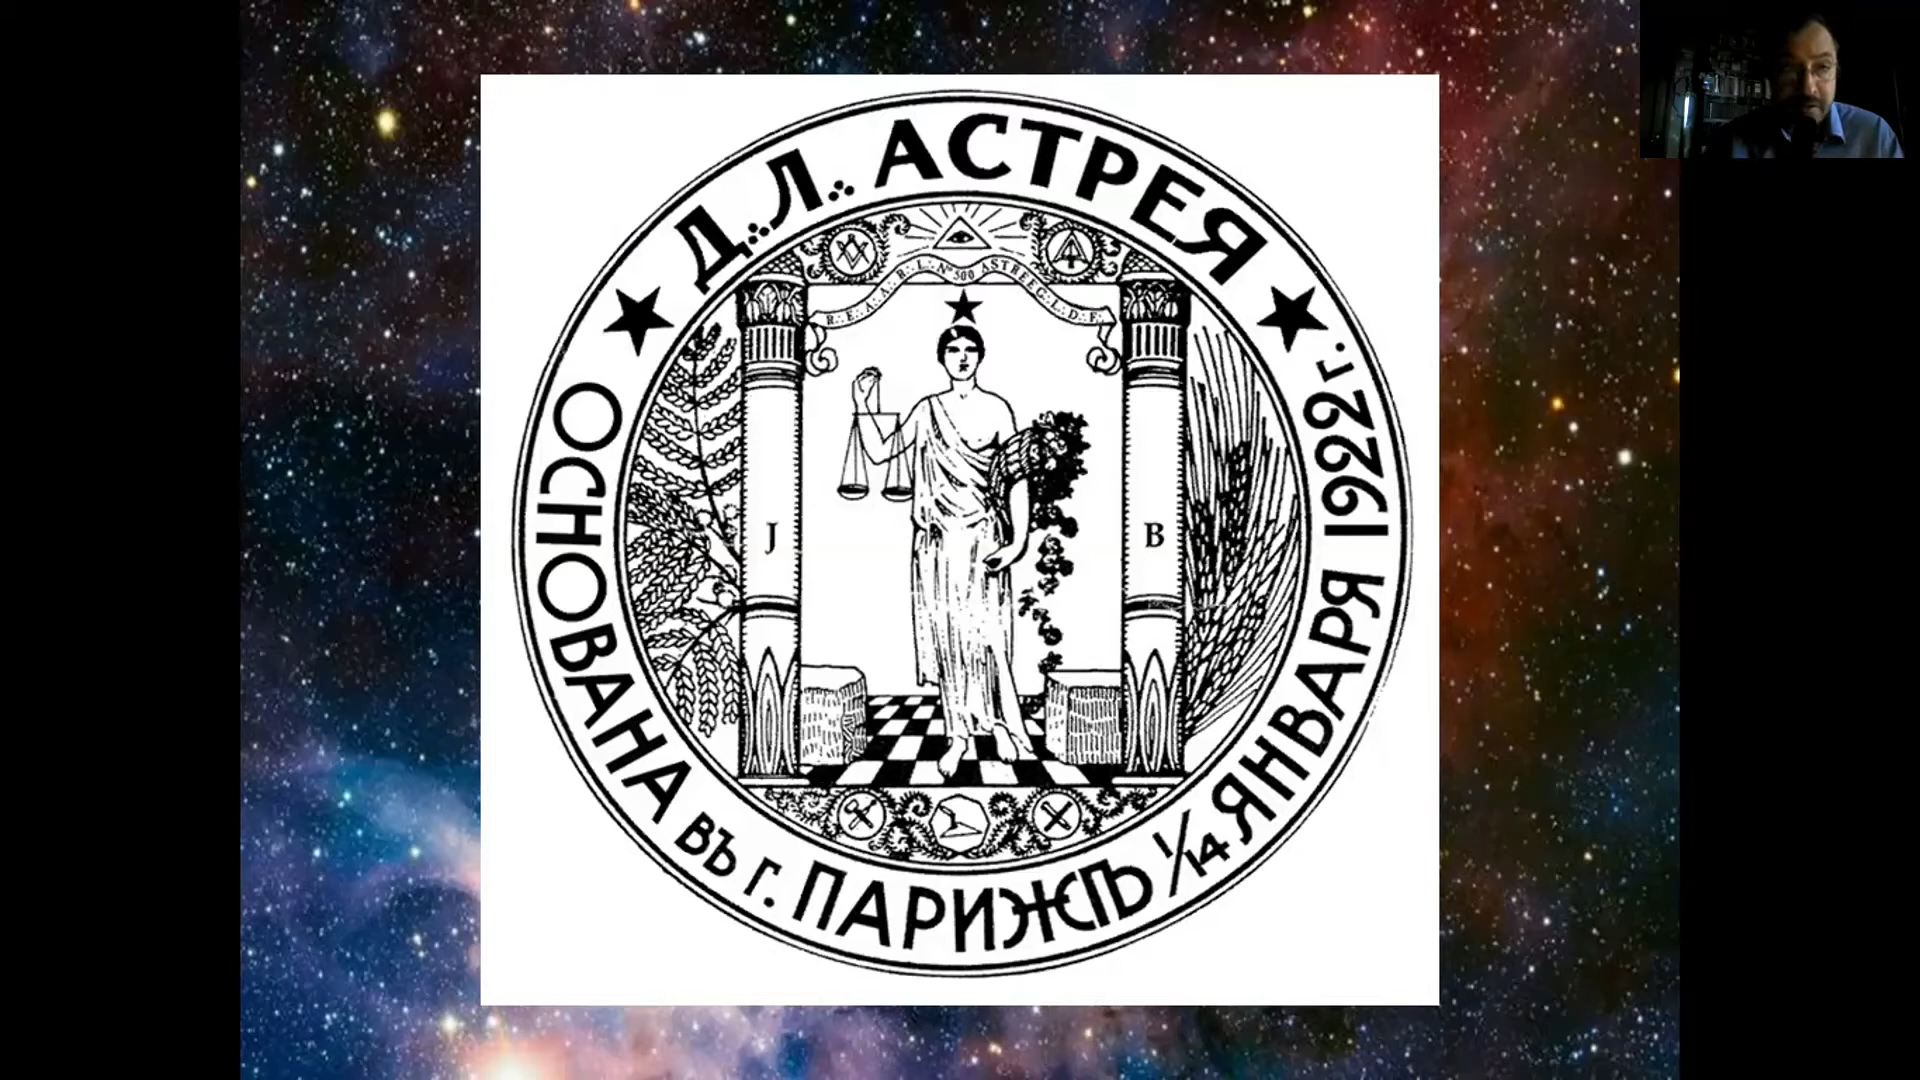 ★ Д∴Л∴ АСТРЕЯ ★
ОСНОВАНА въ г. ПАРИЖѢ 1/14 ЯНВАРЯ 1922 г.
R∴E∴A∴A∴ R∴L∴ Nº 500 ASTRÉE G∴L∴D∴F∴
J
B